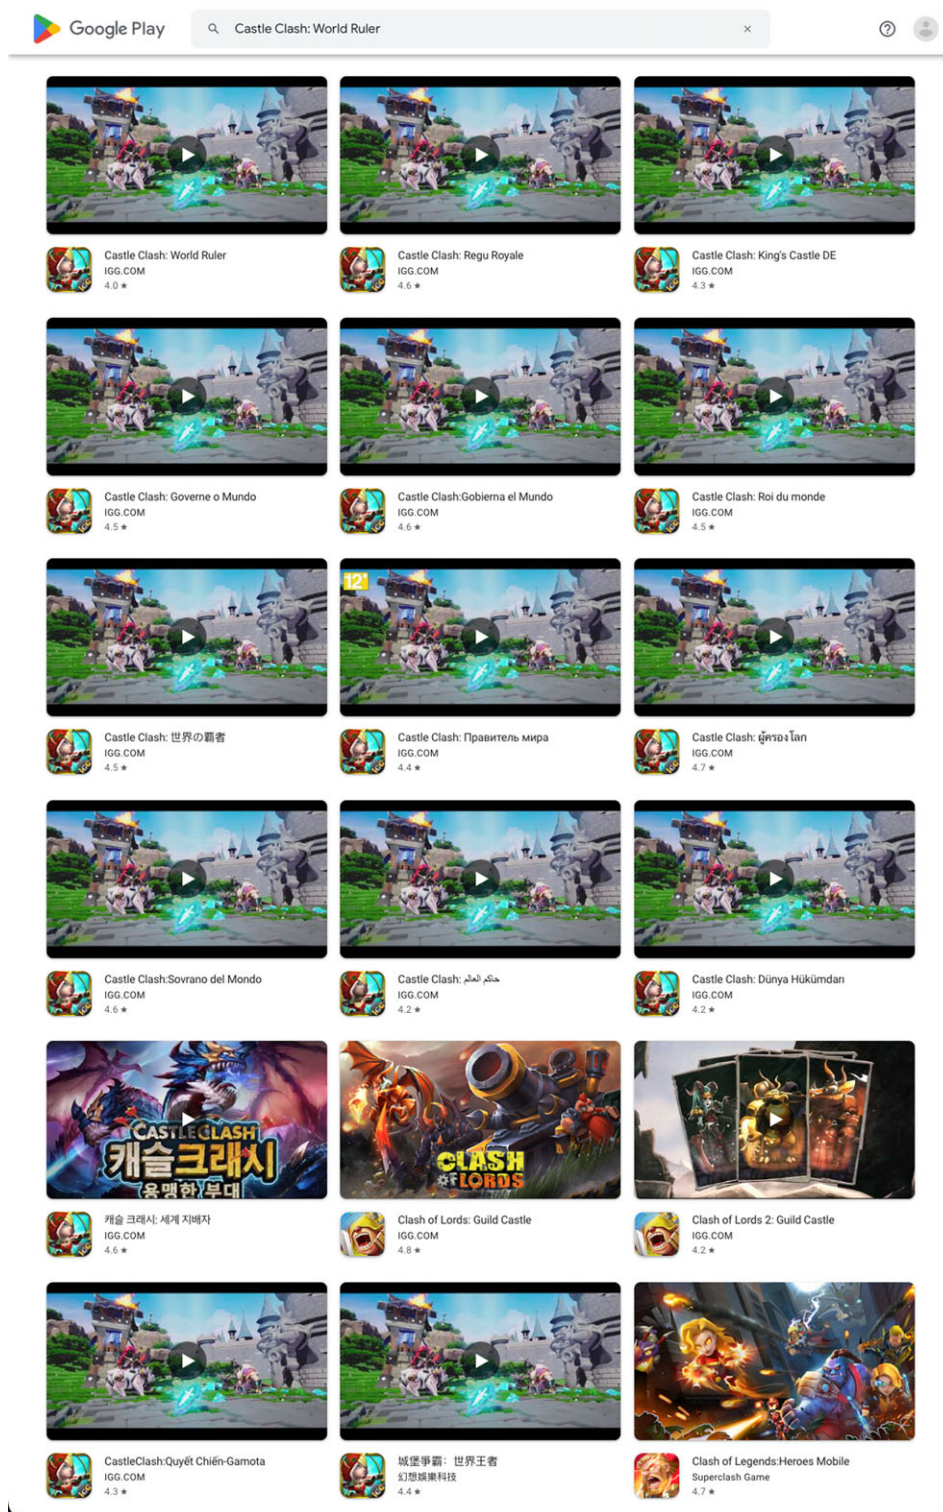 Google Play
Castle Clash: World Ruler
Castle Clash: World Ruler
IGG.COM
4.0 ★
Castle Clash: Regu Royale
IGG.COM
4.6 ★
Castle Clash: King's Castle DE
IGG.COM
4.3 ★
Castle Clash: Governe o Mundo
IGG.COM
4.5 ★
Castle Clash:Gobierna el Mundo
IGG.COM
4.6 ★
Castle Clash: Roi du monde
IGG.COM
4.5 ★
Castle Clash: 世界の覇者
IGG.COM
4.5 ★
12+
Castle Clash: Правитель мира
IGG.COM
4.4 ★
Castle Clash: ผู้ครองโลก
IGG.COM
4.7 ★
Castle Clash:Sovrano del Mondo
IGG.COM
4.6 ★
Castle Clash: حاكم العالم
IGG.COM
4.2 ★
Castle Clash: Dünya Hükümdarı
IGG.COM
4.2 ★
CASTLE CLASH
캐슬크래시
용맹한 부대
캐슬 크래시: 세계 지배자
IGG.COM
4.6 ★
CLASH
OF LORDS
Clash of Lords: Guild Castle
IGG.COM
4.8 ★
Clash of Lords 2: Guild Castle
IGG.COM
4.2 ★
CastleClash:Quyết Chiến-Gamota
IGG.COM
4.3 ★
城堡爭霸：世界王者
幻想娛樂科技
4.4 ★
Clash of Legends:Heroes Mobile
Superclash Game
4.7 ★